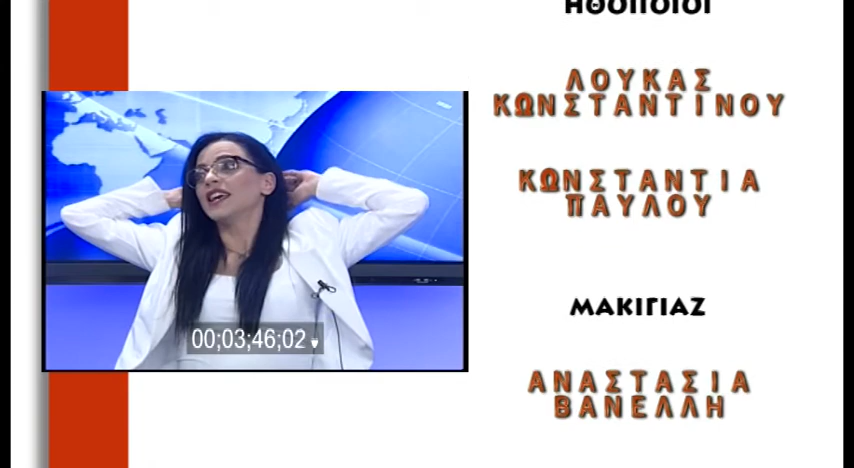 ΗΘΟΠΟΙΟΙ
ΛΟΥΚΑΣ
ΚΩΝΣΤΑΝΤΙΝΟΥ
ΚΩΝΣΤΑΝΤΙΑ
ΠΑΥΛΟΥ
00;03;46;02
ΜΑΚΙΓΙΑΖ
ΑΝΑΣΤΑΣΙΑ
ΒΑΝΕΛΛΗ